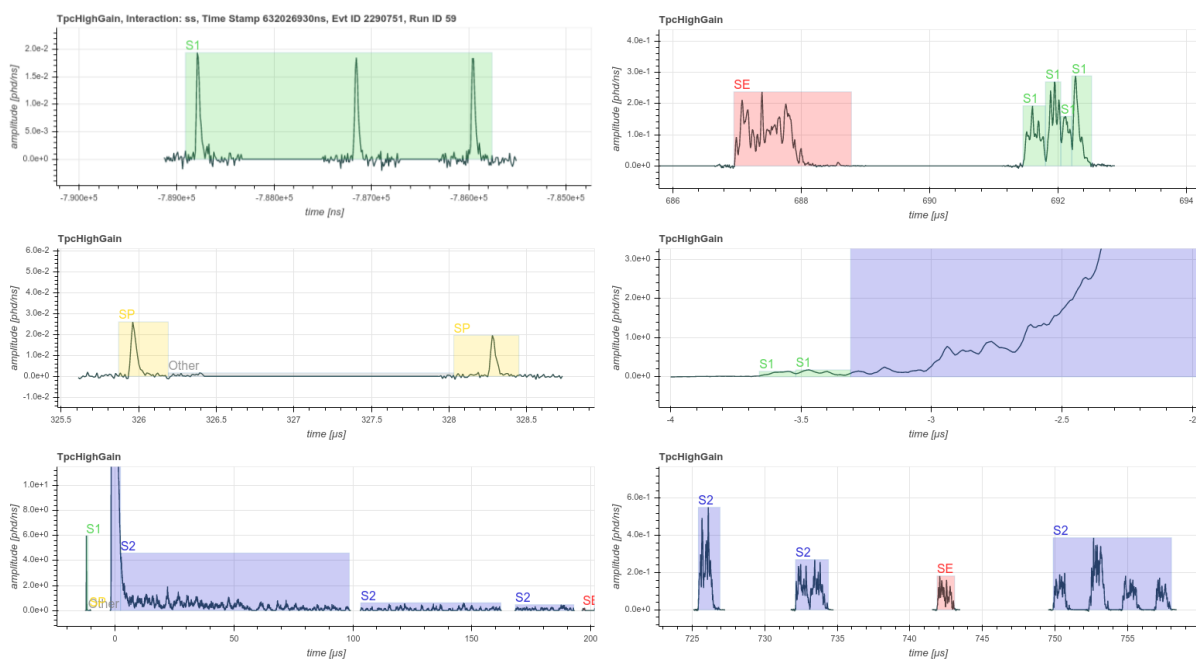 TpcHighGain, Interaction: ss, Time Stamp 632026930ns, Evt ID 2290751, Run ID 59
amplitude [phd/ns]
2.0e-2
1.5e-2
1.0e-2
5.0e-3
0.0e+0
S1
-7.900e+5
-7.890e+5
-7.880e+5
-7.870e+5
-7.860e+5
-7.850e+5
time [ns]
TpcHighGain
amplitude [phd/ns]
4.0e-1
3.0e-1
2.0e-1
1.0e-1
0.0e+0
SE
S1
S1
S1
S1
686
688
690
692
694
time [µs]
TpcHighGain
amplitude [phd/ns]
6.0e-2
5.0e-2
4.0e-2
3.0e-2
2.0e-2
1.0e-2
0.0e+0
-1.0e-2
SP
Other
SP
325.5
326
326.5
327
327.5
328
328.5
time [µs]
TpcHighGain
amplitude [phd/ns]
3.0e+0
2.0e+0
1.0e+0
0.0e+0
S1
S1
-4
-3.5
-3
-2.5
-2
time [µs]
TpcHighGain
amplitude [phd/ns]
1.0e+1
8.0e+0
6.0e+0
4.0e+0
2.0e+0
0.0e+0
S1
SP
Other
S2
S2
S2
SE
0
50
100
150
200
time [µs]
TpcHighGain
amplitude [phd/ns]
6.0e-1
4.0e-1
2.0e-1
0.0e+0
S2
S2
SE
S2
725
730
735
740
745
750
755
time [µs]